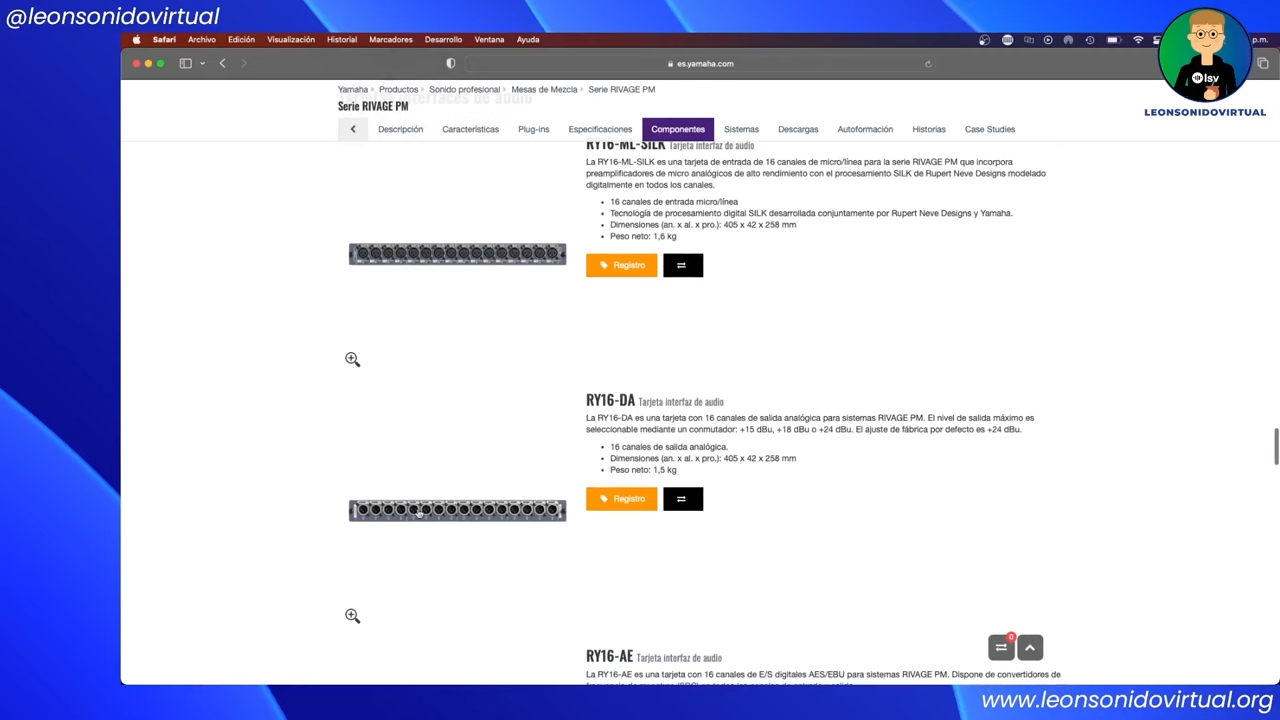 @leonsonidovirtual
Safari Archivo Edición Visualización Historial Marcadores Desarrollo Ventana Ayuda
p.m.
es.yamaha.com
lsv
LEONSONIDOVIRTUAL
Yamaha Productos Sonido profesional Mesas de Mezcla Serie RIVAGE PM
Tarjetas interfaces de audio
Serie RIVAGE PM
Descripción Características Plug-ins Especificaciones Componentes Sistemas Descargas Autoformación Historias Case Studies
RY16-ML-SILK Tarjeta interfaz de audio
La RY16-ML-SILK es una tarjeta de entrada de 16 canales de micro/línea para la serie RIVAGE PM que incorpora
preamplificadores de micro analógicos de alto rendimiento con el procesamiento SILK de Rupert Neve Designs modelado
digitalmente en todos los canales.
• 16 canales de entrada micro/línea
• Tecnología de procesamiento digital SILK desarrollada conjuntamente por Rupert Neve Designs y Yamaha.
• Dimensiones (an. x al. x pro.): 405 x 42 x 258 mm
• Peso neto: 1,6 kg
Registro
RY16-DA Tarjeta interfaz de audio
La RY16-DA es una tarjeta con 16 canales de salida analógica para sistemas RIVAGE PM. El nivel de salida máximo es
seleccionable mediante un conmutador: +15 dBu, +18 dBu o +24 dBu. El ajuste de fábrica por defecto es +24 dBu.
• 16 canales de salida analógica.
• Dimensiones (an. x al. x pro.): 405 x 42 x 258 mm
• Peso neto: 1,5 kg
Registro
0
RY16-AE Tarjeta interfaz de audio
La RY16-AE es una tarjeta con 16 canales de E/S digitales AES/EBU para sistemas RIVAGE PM. Dispone de convertidores
www.leonsonidovirtual.org